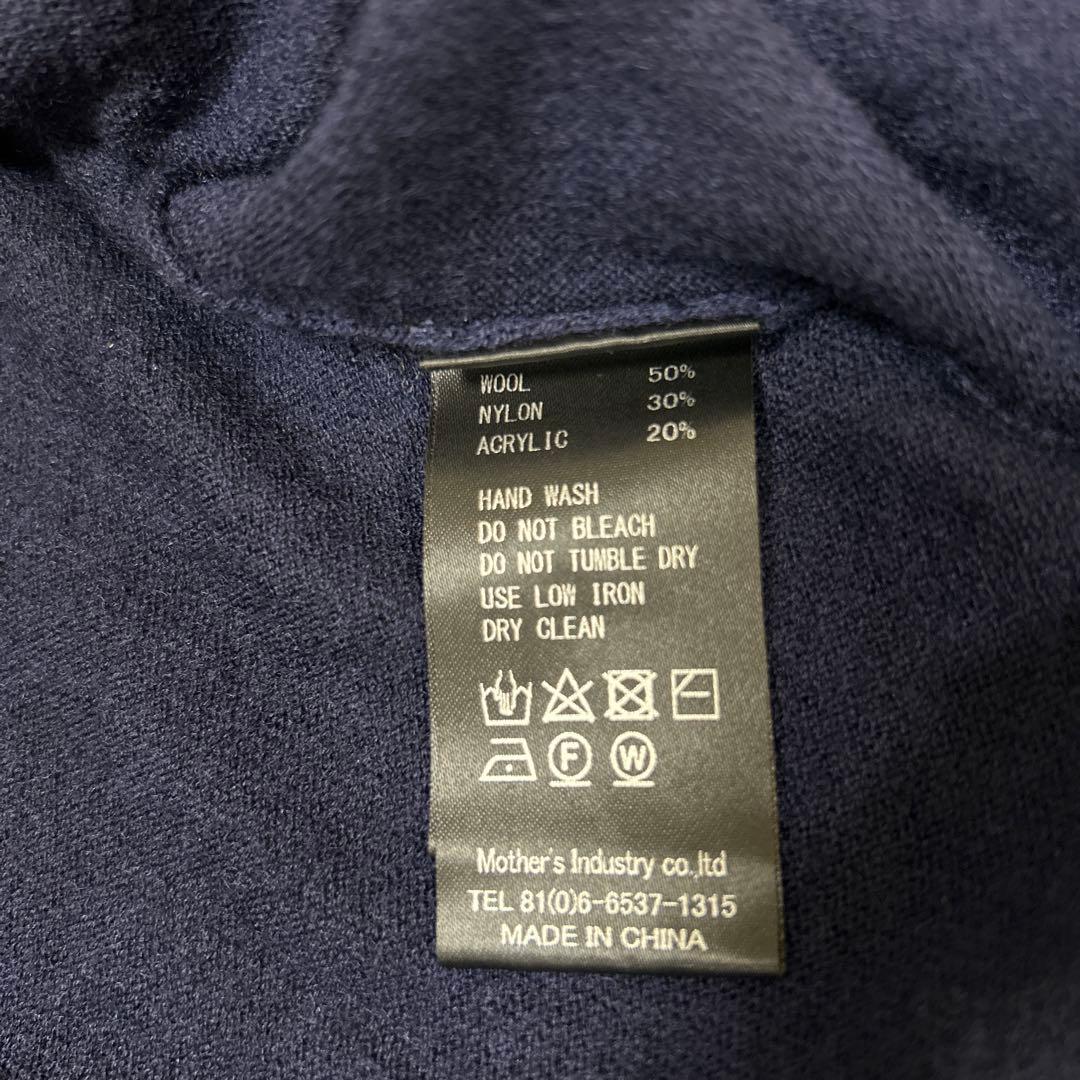 WOOL 50%
NYLON 30%
ACRYLIC 20%
HAND WASH
DO NOT BLEACH
DO NOT TUMBLE DRY
USE LOW IRON
DRY CLEAN
F W
Mother's Industry co.,ltd
TEL 81(0)6-6537-1315
MADE IN CHINA